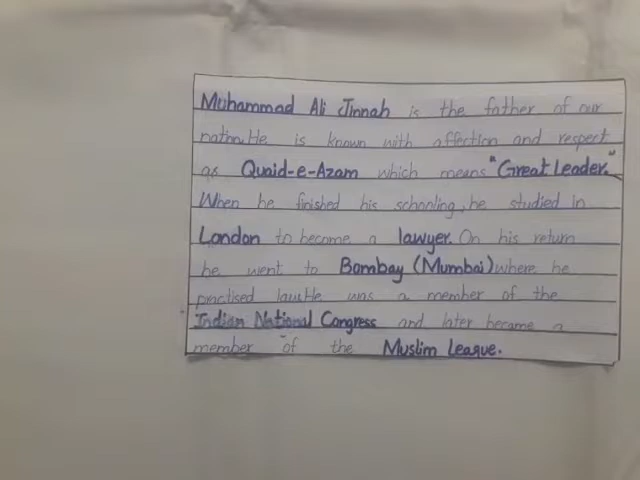 Muhammad Ali Jinnah is the father of our
nation.He is known with affection and respect
as Quaid-e-Azam which means "Great Leader."
When he finished his schooling, he studied in
London to become a lawyer. On his return
he went to Bombay (Mumbai) where he
practised law.He was a member of the
Indian National Congress and later became a
member of the Muslim League.